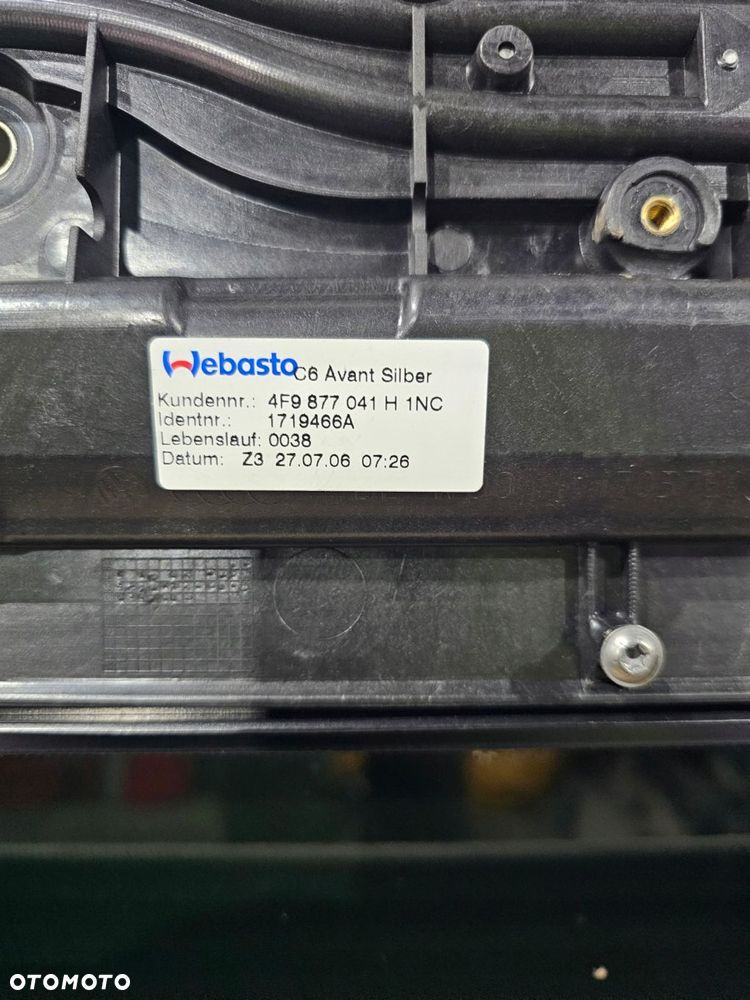 Webasto C6 Avant Silber
Kundennr.: 4F9 877 041 H 1NC
Identnr.: 1719466A
Lebenslauf: 0038
Datum: Z3 27.07.06 07:26
OTOMOTO